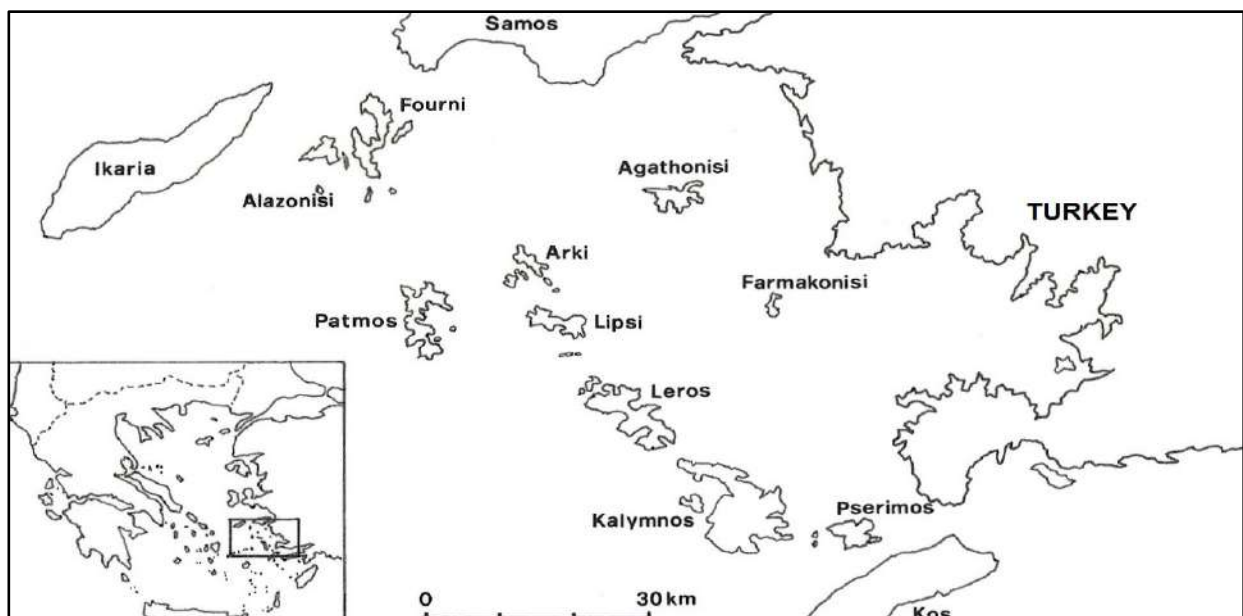 Samos
Fourni
Ikaria
Alazonisi
Agathonisi
TURKEY
Arki
Farmakonisi
Patmos
Lipsi
Leros
Kalymnos
Pserimos
0 30 km
Kos